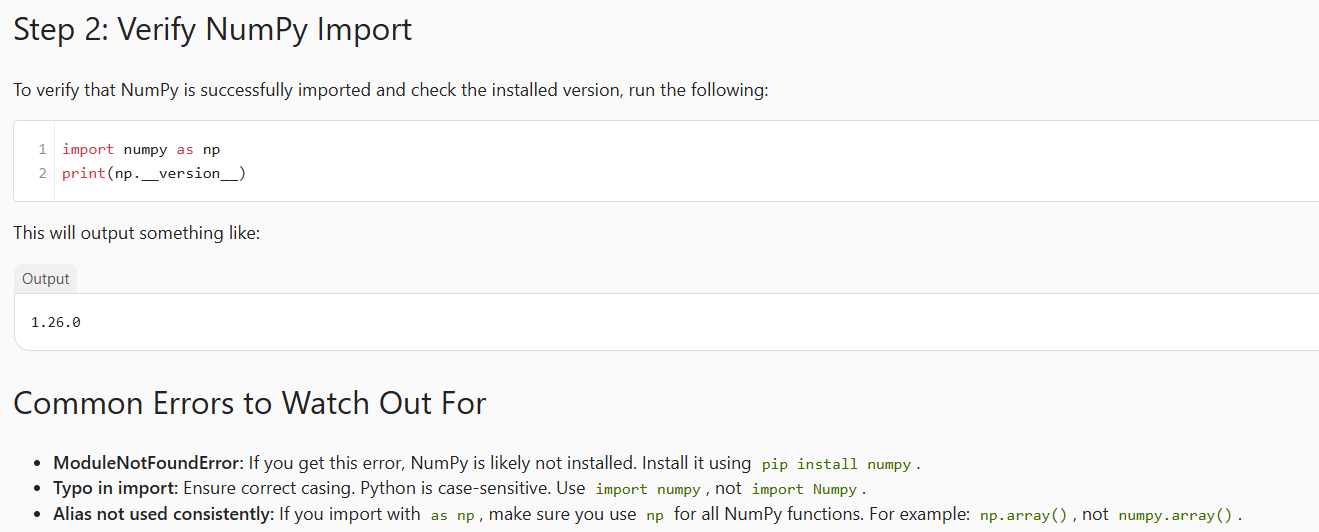 Step 2: Verify NumPy Import
To verify that NumPy is successfully imported and check the installed version, run the following:
1 import numpy as np
2 print(np.__version__)
This will output something like:
Output
1.26.0
Common Errors to Watch Out For
• ModuleNotFoundError: If you get this error, NumPy is likely not installed. Install it using pip install numpy .
• Typo in import: Ensure correct casing. Python is case-sensitive. Use import numpy , not import Numpy .
• Alias not used consistently: If you import with as np , make sure you use np for all NumPy functions. For example: np.array() , not numpy.array() .